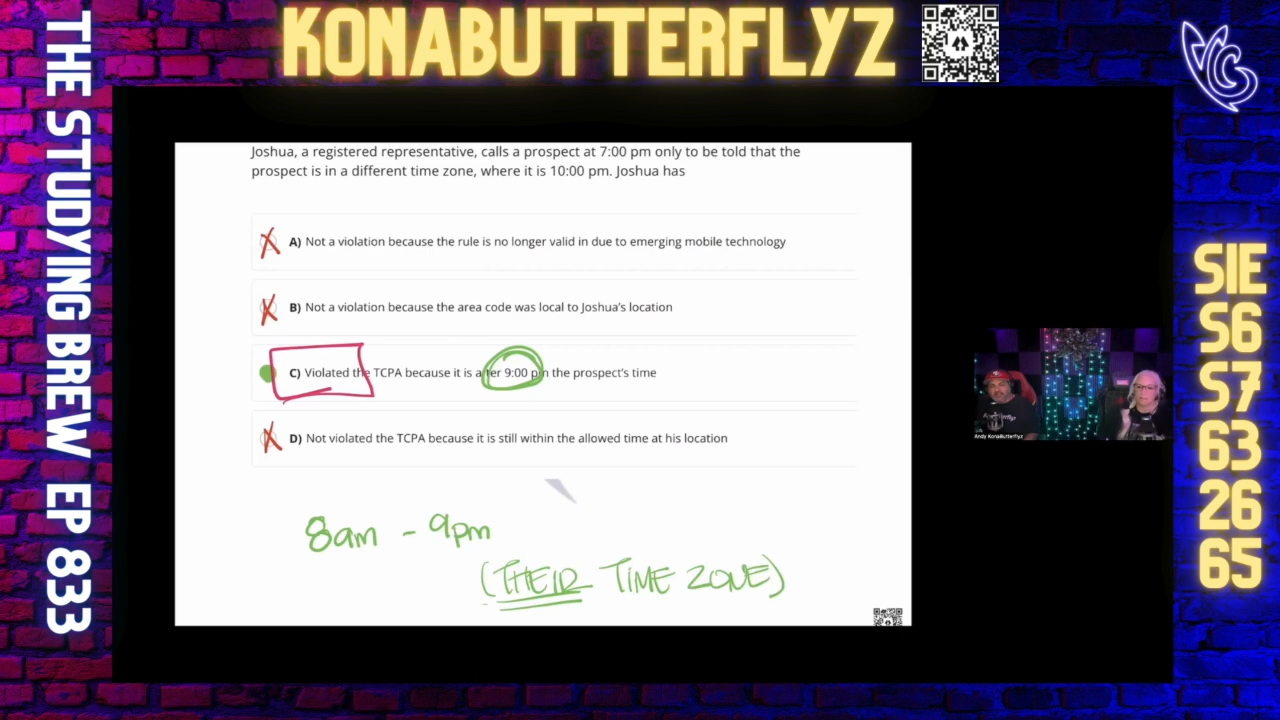 KONABUTTERFLYZ
THE STUDYING BREW EP 833
Joshua, a registered representative, calls a prospect at 7:00 pm only to be told that the
prospect is in a different time zone, where it is 10:00 pm. Joshua has
A) Not a violation because the rule is no longer valid in due to emerging mobile technology
B) Not a violation because the area code was local to Joshua's location
C) Violated the TCPA because it is after 9:00 pm the prospect's time
D) Not violated the TCPA because it is still within the allowed time at his location
8am - 9pm
(THEIR TIME ZONE)
Andy KonaButterflyz
SIE
S6
S7
63
26
65